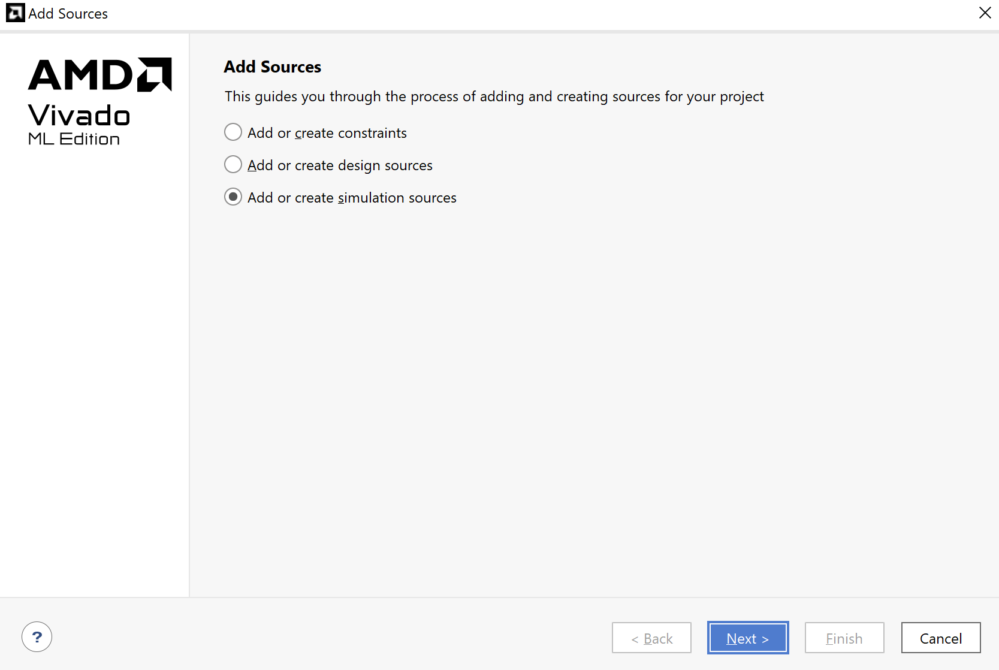 Add Sources
AMD
Vivado
ML Edition
Add Sources
This guides you through the process of adding and creating sources for your project
Add or create constraints
Add or create design sources
Add or create simulation sources
?
< Back
Next >
Finish
Cancel